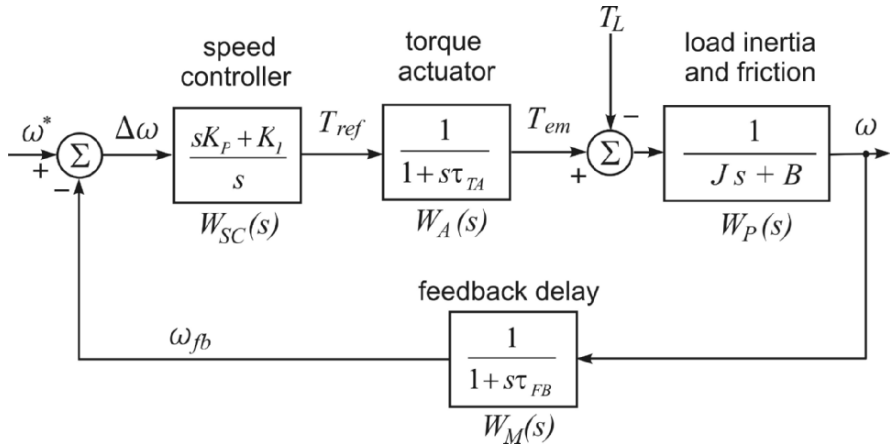 speed
controller
torque
actuator
T_L
load inertia
and friction
ω*
Δω
(sK_P + K_I) / s
T_ref
1 / (1 + sτ_TA)
T_em
Σ
+
−
Σ
+
−
1 / (J s + B)
ω
W_SC(s)
W_A(s)
W_P(s)
feedback delay
ω_fb
1 / (1 + sτ_FB)
W_M(s)